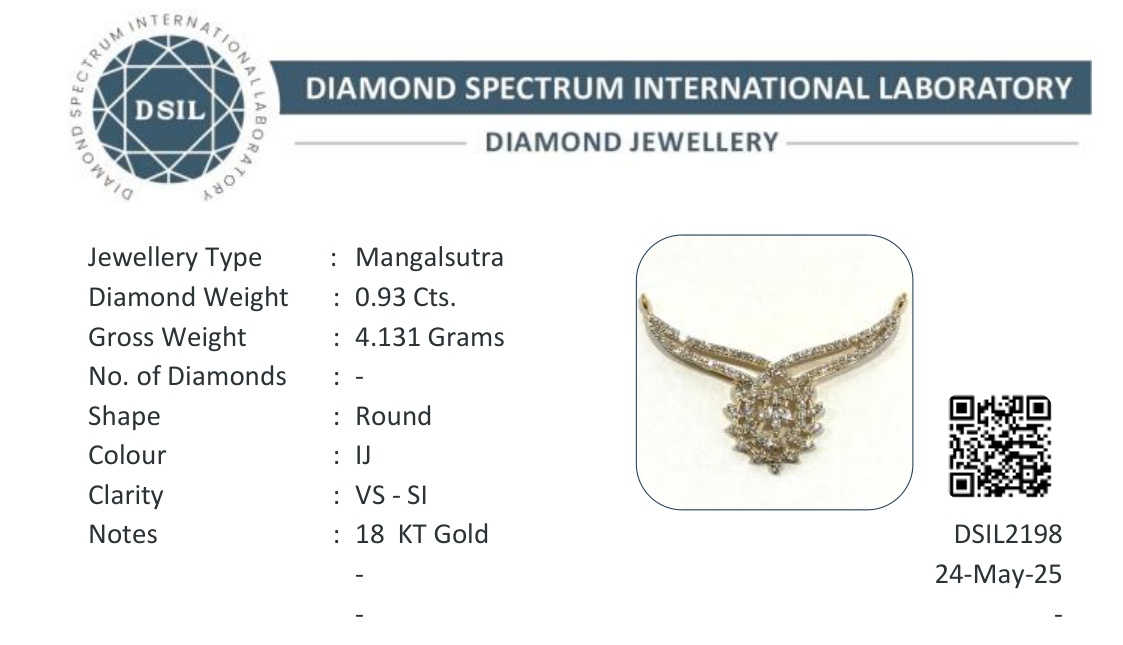 DIAMOND SPECTRUM INTERNATIONAL LABORATORY
DSIL
DIAMOND SPECTRUM INTERNATIONAL LABORATORY
DIAMOND JEWELLERY
Jewellery Type : Mangalsutra
Diamond Weight : 0.93 Cts.
Gross Weight : 4.131 Grams
No. of Diamonds : -
Shape : Round
Colour : IJ
Clarity : VS - SI
Notes : 18 KT Gold
DSIL2198
-
24-May-25
-
-